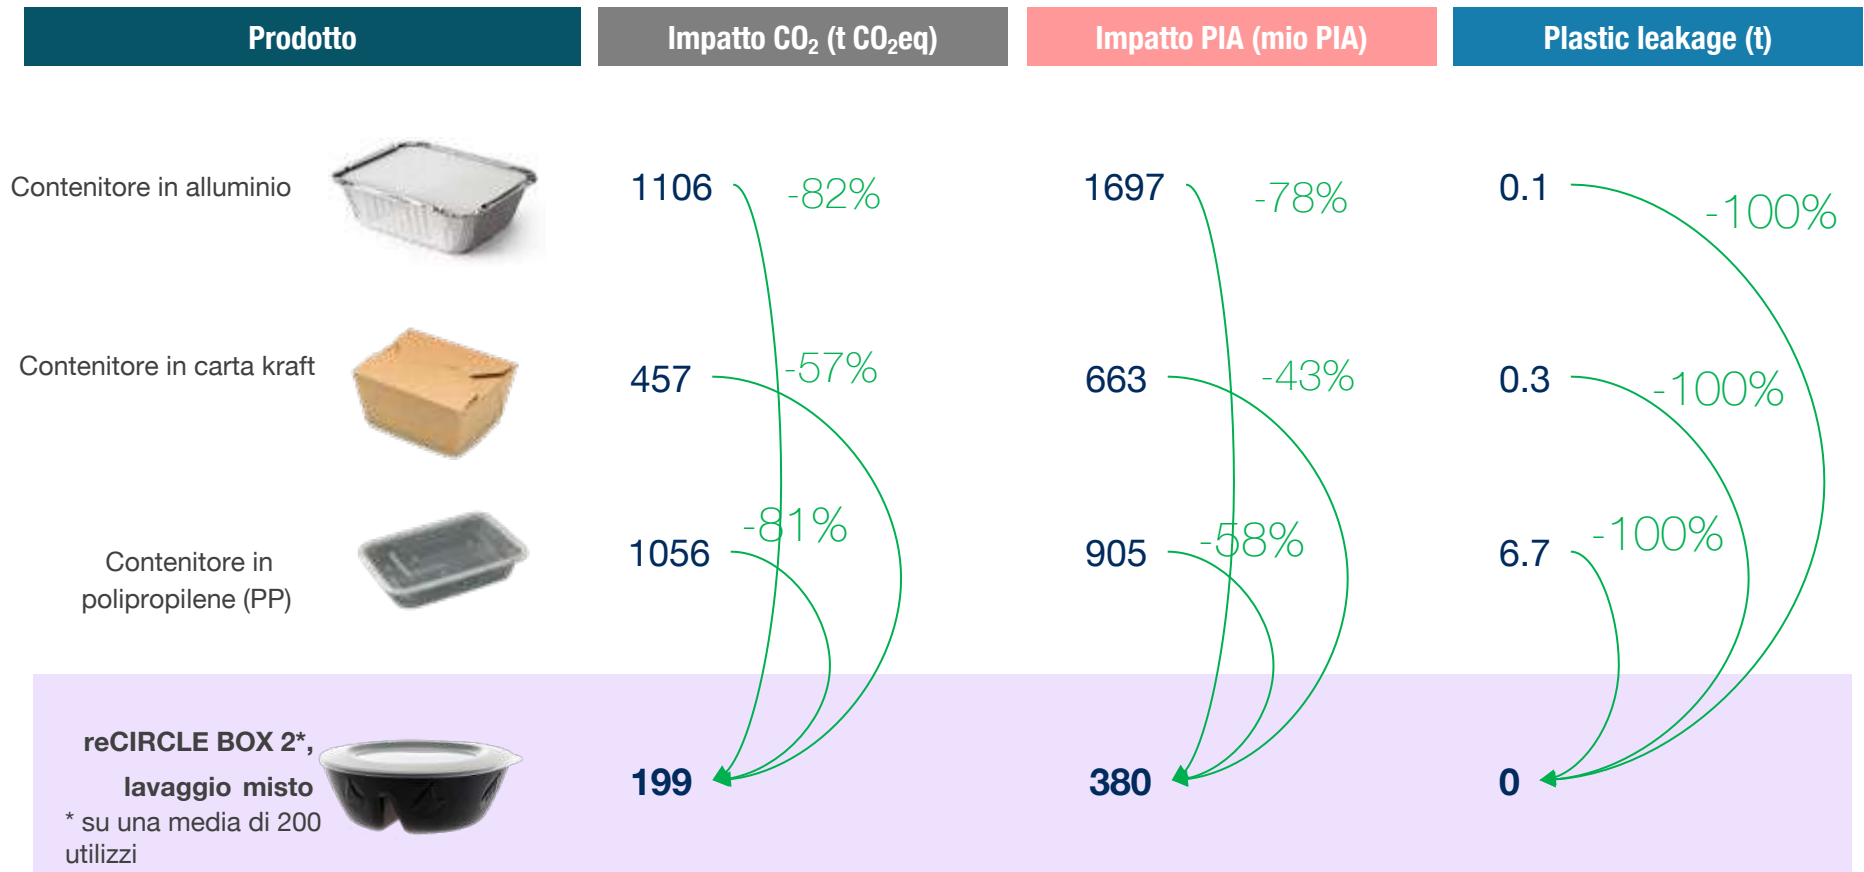 Prodotto
Impatto CO₂ (t CO₂eq)
Impatto PIA (mio PIA)
Plastic leakage (t)
Contenitore in alluminio
1106
-82%
1697
-78%
0.1
-100%
Contenitore in carta kraft
457
-57%
663
-43%
0.3
-100%
Contenitore in
polipropilene (PP)
1056
-81%
905
-58%
6.7
-100%
reCIRCLE BOX 2*,
lavaggio misto
* su una media di 200
utilizzi
199
380
0